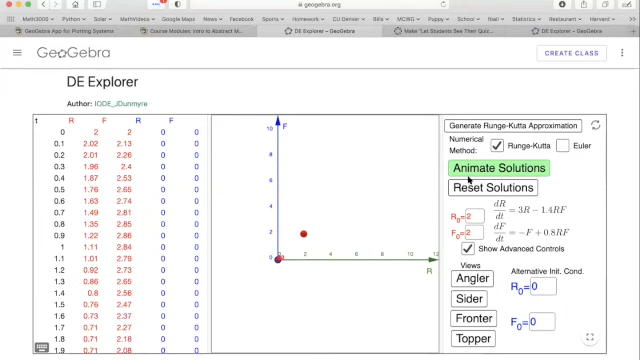 geogebra.org
Math3000 MathVideos Google Maps Sports Homework CU Denver Bills MCWG Puppy House Niall Statistics Restaurant Harvest COVID
GeoGebra App for Plotting Systems
Course Modules: Intro to Abstract M...
DE Explorer – GeoGebra
Make "Let Students See Their Quiz...
DE Explorer – GeoGebra
GeoGebra
CREATE CLASS
DE Explorer
Author: IODE_JDunmyre
t R F R F
0 2 2 0 0
0.1 2.02 2.13 0 0
0.2 2.01 2.26 0 0
0.3 1.96 2.4 0 0
0.4 1.87 2.53 0 0
0.5 1.76 2.65 0 0
0.6 1.63 2.74 0 0
0.7 1.49 2.81 0 0
0.8 1.35 2.85 0 0
0.9 1.22 2.86 0 0
1 1.11 2.84 0 0
1.1 1.01 2.79 0 0
1.2 0.92 2.73 0 0
1.3 0.86 2.65 0 0
1.4 0.8 2.56 0 0
1.5 0.76 2.47 0 0
1.6 0.73 2.37 0 0
1.7 0.71 2.27 0 0
1.8 0.71 2.18 0 0
1.9 0.71 2.08 0 0
F
10
8
6
4
2
0
0 2 4 6 8 10 12
R
Generate Runge-Kutta Approximation
Numerical
Method: Runge-Kutta Euler
Animate Solutions
Reset Solutions
R₀=2 dR/dt = 3R − 1.4RF
F₀=2 dF/dt = −F + 0.8RF
Show Advanced Controls
Views Alternative Init. Cond.
Angler
R₀=0
Sider
Fronter
F₀=0
Topper